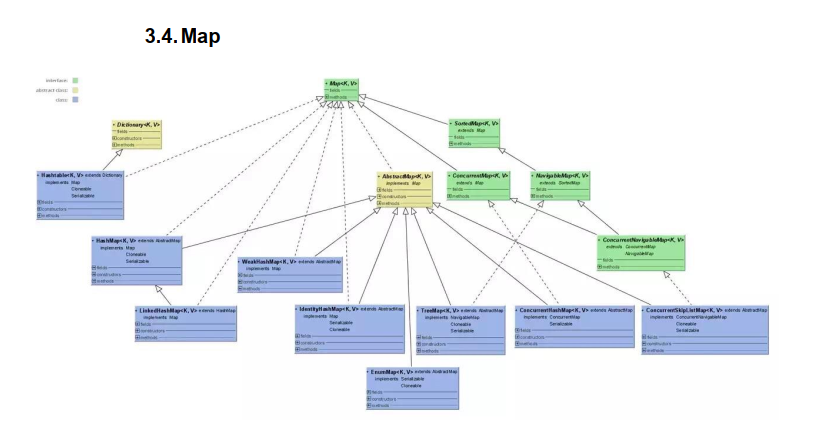 3.4. Map
interface:
abstract class:
class:
Map<K, V>
fields
methods
Dictionary<K, V>
fields
constructors
methods
SortedMap<K, V>
extends Map
fields
methods
Hashtable<K, V> extends Dictionary
implements Map
Cloneable
Serializable
fields
constructors
methods
AbstractMap<K, V>
implements Map
fields
constructors
methods
ConcurrentMap<K, V>
extends Map
fields
methods
NavigableMap<K, V>
extends SortedMap
fields
methods
HashMap<K, V> extends AbstractMap
implements Map
Cloneable
Serializable
fields
constructors
methods
ConcurrentNavigableMap<K, V>
extends ConcurrentMap
NavigableMap
fields
methods
WeakHashMap<K, V> extends AbstractMap
implements Map
fields
constructors
methods
LinkedHashMap<K, V> extends HashMap
implements Map
fields
constructors
methods
IdentityHashMap<K, V> extends AbstractMap
implements Map
Serializable
Cloneable
fields
constructors
methods
TreeMap<K, V> extends AbstractMap
implements NavigableMap
Cloneable
Serializable
fields
constructors
methods
ConcurrentHashMap<K, V> extends AbstractMap
implements ConcurrentMap
Serializable
fields
constructors
methods
ConcurrentSkipListMap<K, V> extends AbstractMap
implements ConcurrentNavigableMap
Cloneable
Serializable
fields
constructors
methods
EnumMap<K, V> extends AbstractMap
implements Serializable
Cloneable
fields
constructors
methods